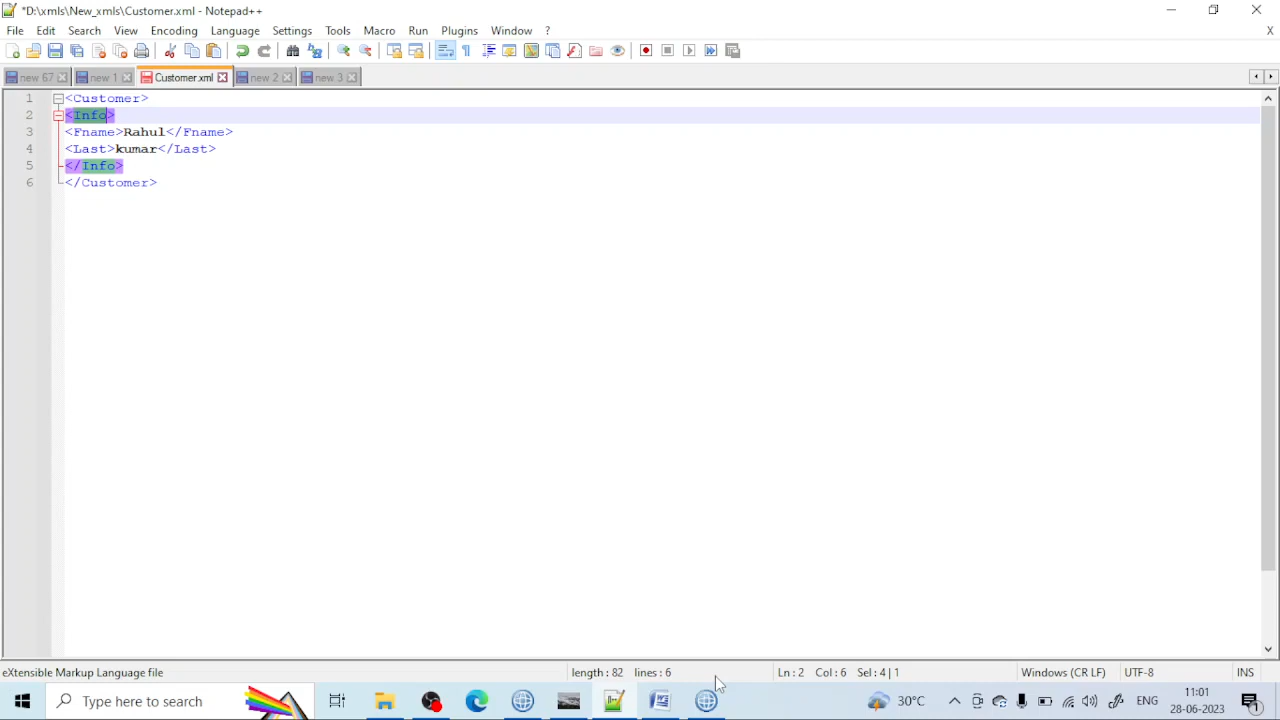 *D:\xmls\New_xmls\Customer.xml - Notepad++
File Edit Search View Encoding Language Settings Tools Macro Run Plugins Window ? X
new 67 new 1 Customer.xml new 2 new 3
1 <Customer>
2 <Info>
3 <Fname>Rahul</Fname>
4 <Last>kumar</Last>
5 </Info>
6 </Customer>
eXtensible Markup Language file length : 82 lines : 6 Ln : 2 Col : 6 Sel : 4 | 1 Windows (CR LF) UTF-8 INS
Type here to search 30°C ENG 11:01
28-06-2023 1